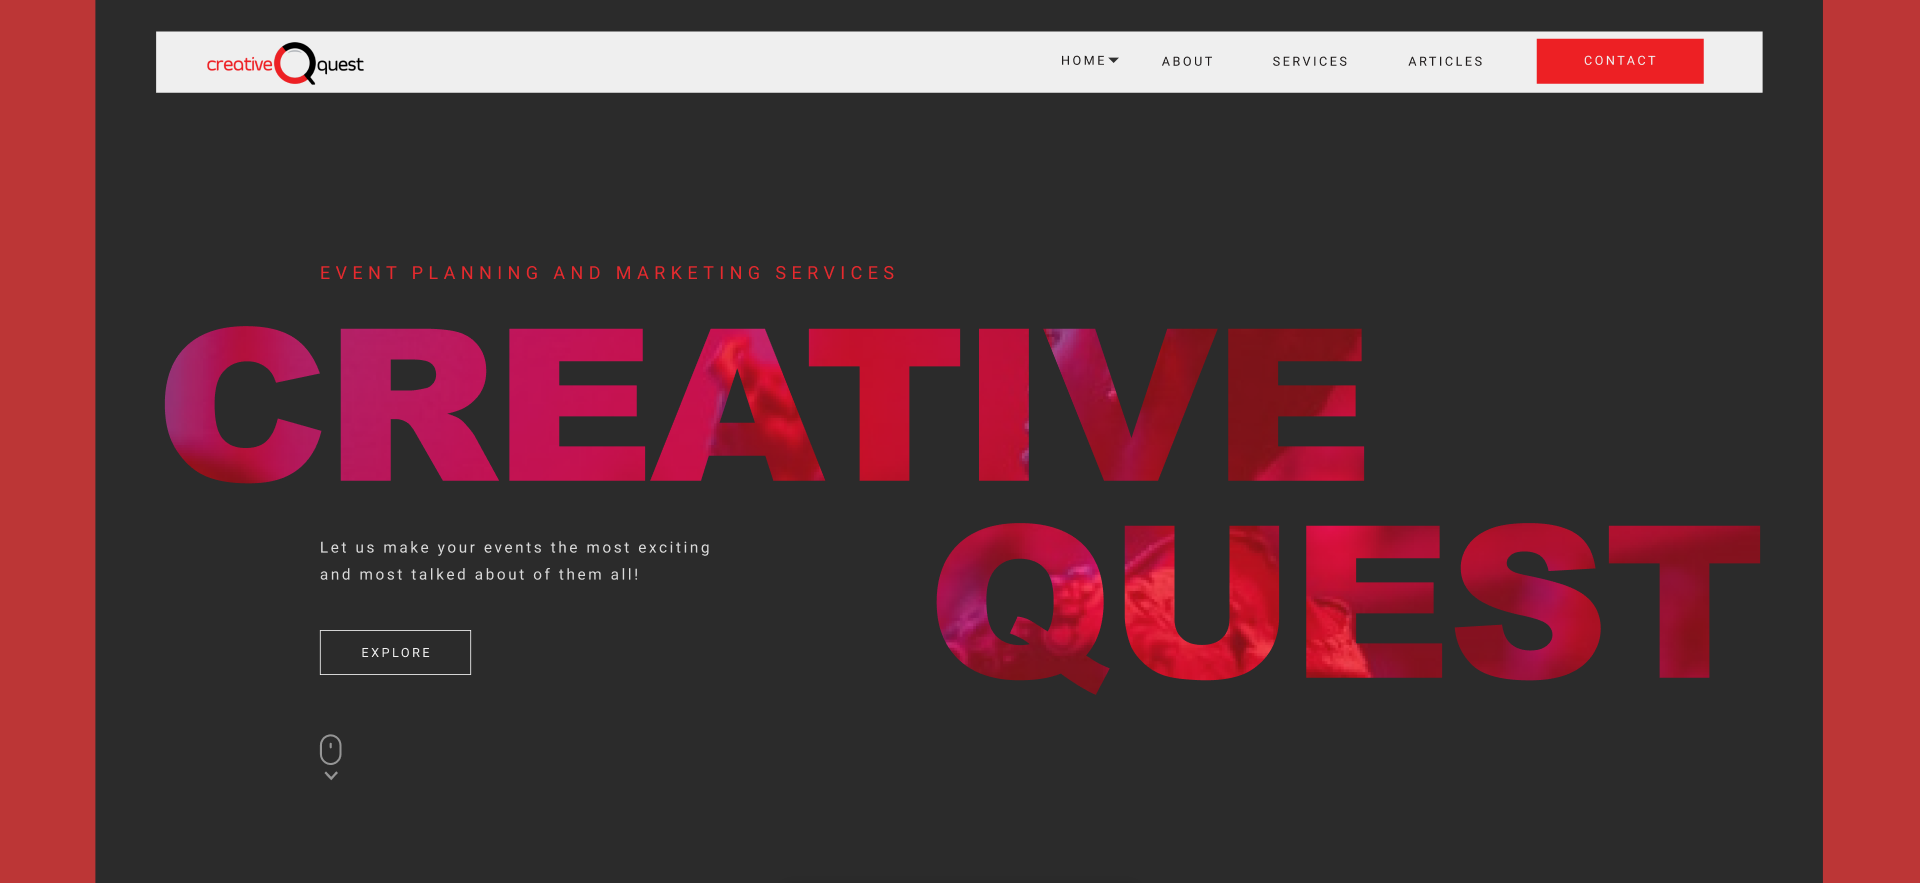 creative Quest
HOME ABOUT SERVICES ARTICLES CONTACT
EVENT PLANNING AND MARKETING SERVICES
CREATIVE
QUEST
Let us make your events the most exciting
and most talked about of them all!
EXPLORE